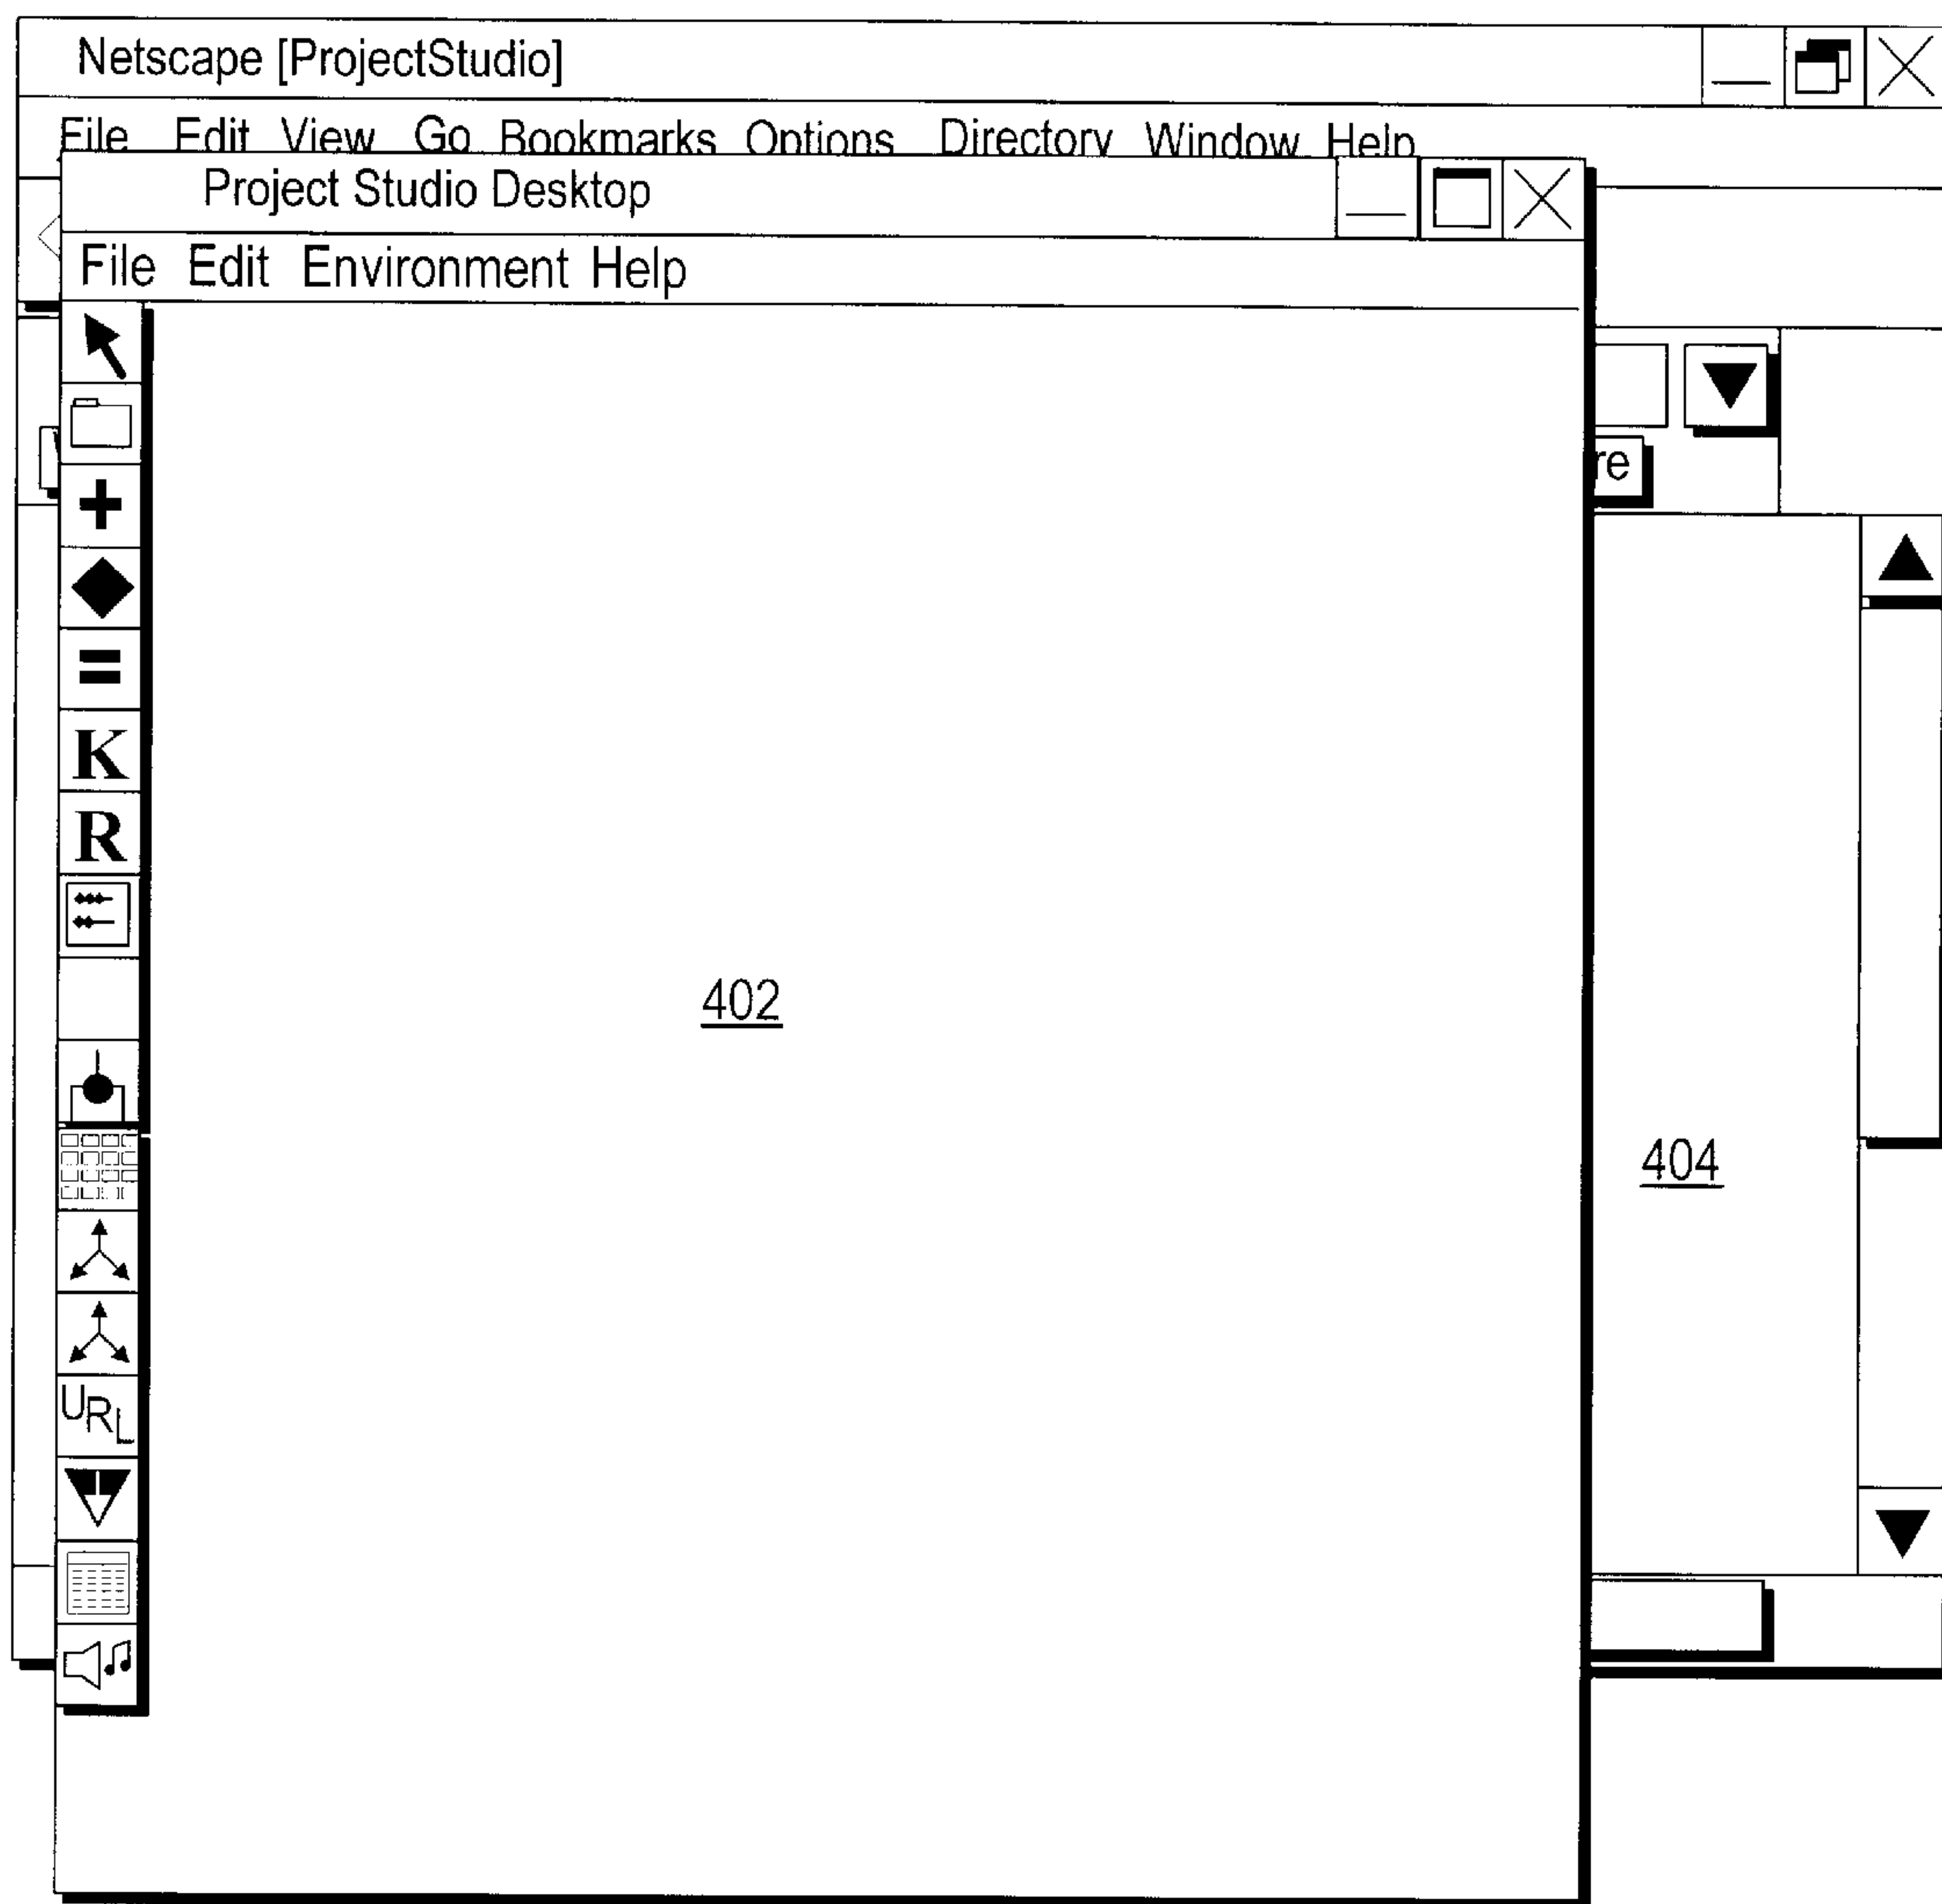 Netscape [ProjectStudio]
File Edit View Go Bookmarks Options Directory Window Help
Project Studio Desktop
File Edit Environment Help
re
K
R
402
404
URL